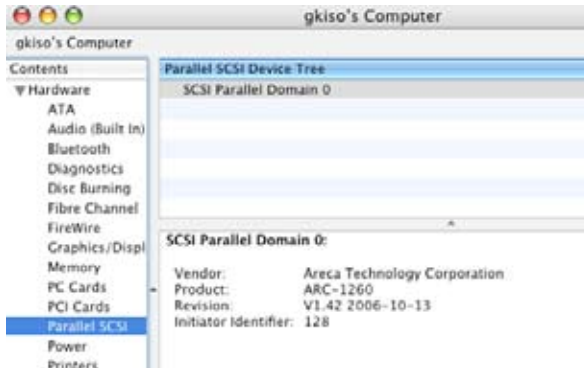 gkiso's Computer
gkiso's Computer
Contents
Hardware
ATA
Audio (Built In)
Bluetooth
Diagnostics
Disc Burning
Fibre Channel
FireWire
Graphics/Displ
Memory
PC Cards
PCI Cards
Parallel SCSI
Power
Printers
Parallel SCSI Device Tree
SCSI Parallel Domain 0
SCSI Parallel Domain 0:
Vendor: Areca Technology Corporation
Product: ARC-1260
Revision: V1.42 2006-10-13
Initiator Identifier: 128